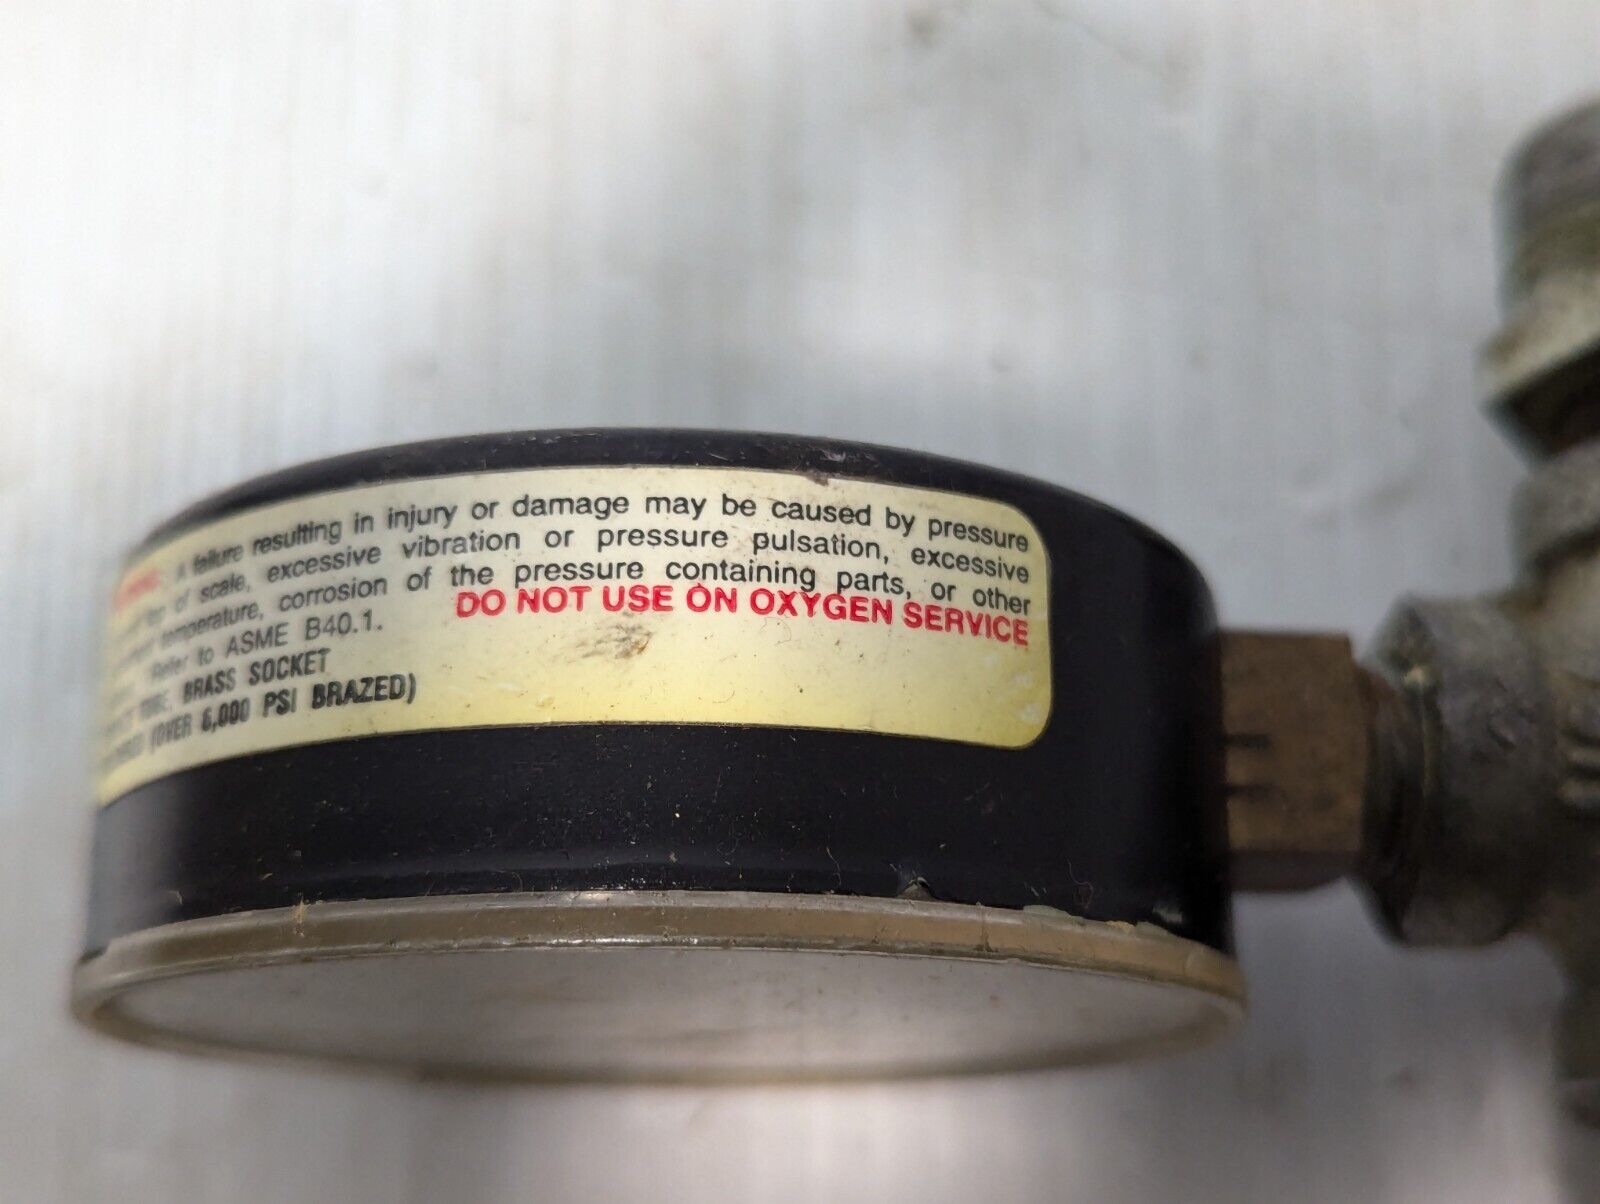 A failure resulting in injury or damage may be caused by pressure
of scale, excessive vibration or pressure pulsation, excessive
temperature, corrosion of the pressure containing parts, or other
Refer to ASME B40.1. DO NOT USE ON OXYGEN SERVICE
TUBE, BRASS SOCKET
(OVER 6,000 PSI BRAZED)